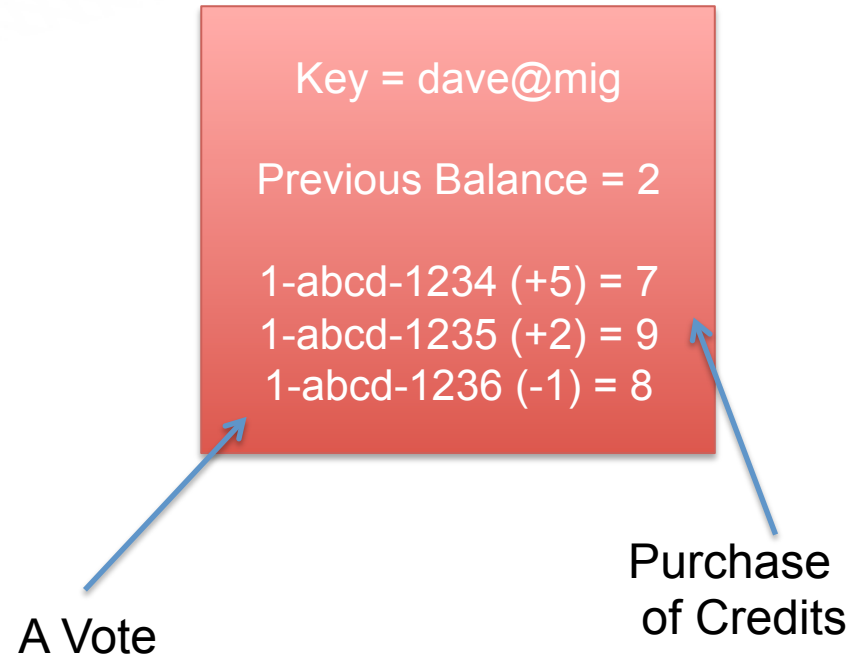 Key = dave@mig
Previous Balance = 2
1-abcd-1234 (+5) = 7
1-abcd-1235 (+2) = 9
1-abcd-1236 (-1) = 8
Purchase
of Credits
A Vote